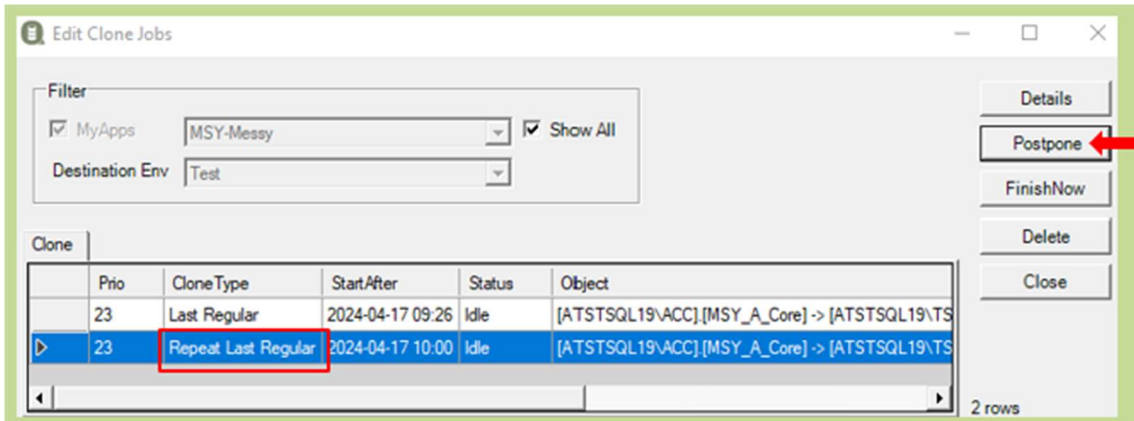 Edit Clone Jobs
Filter
MyApps MSY-Messy Show All
Destination Env Test
Details
Postpone
FinishNow
Delete
Close
Clone
Prio CloneType StartAfter Status Object
23 Last Regular 2024-04-17 09:26 Idle [ATSTSQL19\ACC].[MSY_A_Core] -> [ATSTSQL19\TS
23 Repeat Last Regular 2024-04-17 10:00 Idle [ATSTSQL19\ACC].[MSY_A_Core] -> [ATSTSQL19\TS
2 rows